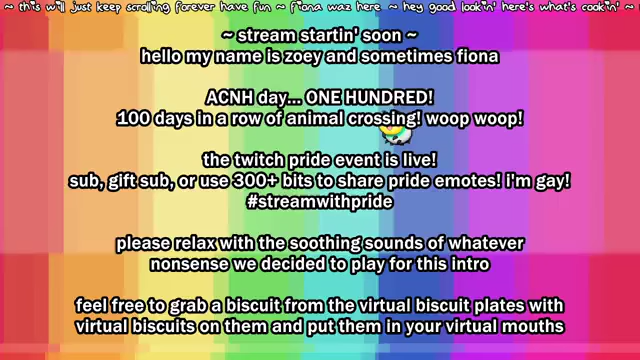 ~ this will just keep scrolling forever have fun ~ fiona waz here ~ hey good lookin' here's what's cookin' ~
~ stream startin' soon ~
hello my name is zoey and sometimes fiona
ACNH day... ONE HUNDRED!
100 days in a row of animal crossing! woop woop!
the twitch pride event is live!
sub, gift sub, or use 300+ bits to share pride emotes! i'm gay!
#streamwithpride
please relax with the soothing sounds of whatever
nonsense we decided to play for this intro
feel free to grab a biscuit from the virtual biscuit plates with
virtual biscuits on them and put them in your virtual mouths